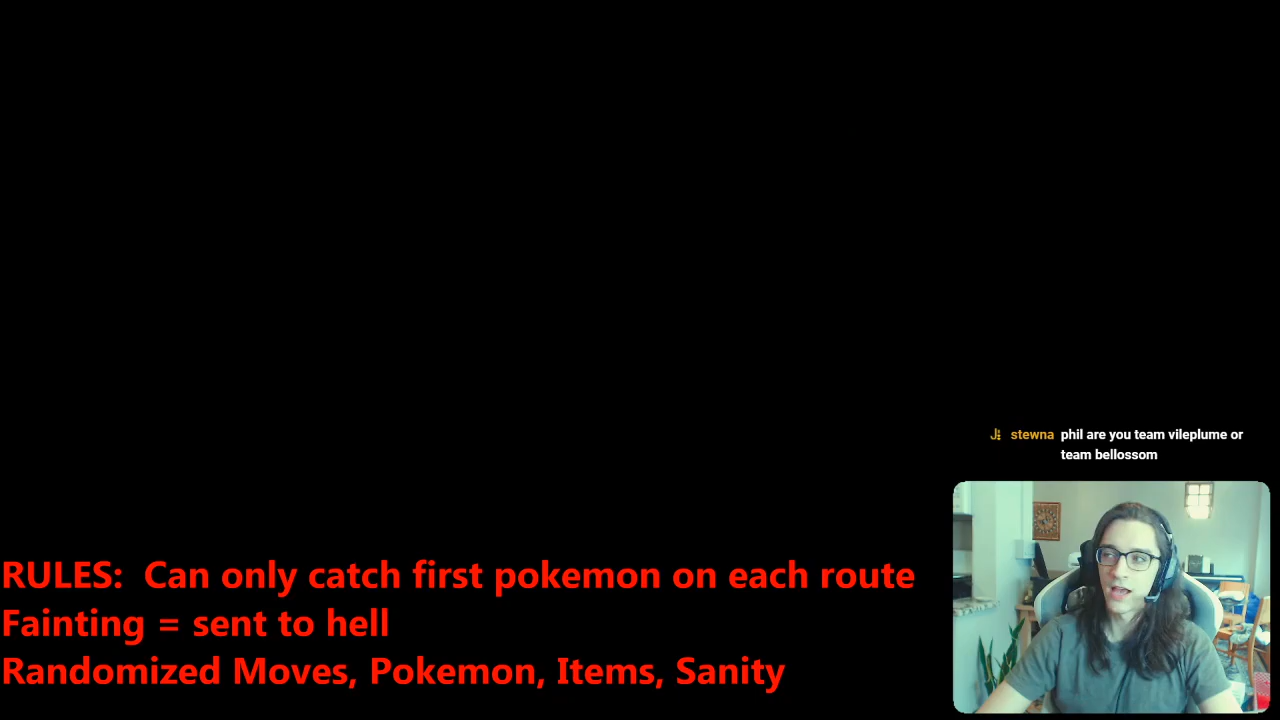 stewna phil are you team vileplume or
team bellossom
RULES: Can only catch first pokemon on each route
Fainting = sent to hell
Randomized Moves, Pokemon, Items, Sanity